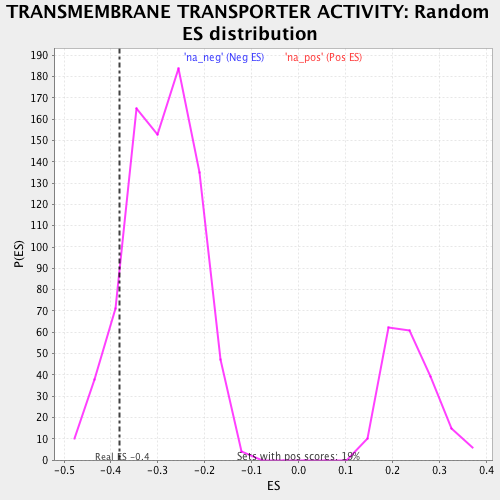 TRANSMEMBRANE TRANSPORTER ACTIVITY: Random
ES distribution
'na_neg' (Neg ES) 'na_pos' (Pos ES)
190
180
170
160
150
140
130
120
110
100
90
80
70
60
50
40
30
20
10
0
P(ES)
Real ES -0.4
Sets with pos scores: 19%
-0.5 -0.4 -0.3 -0.2 -0.1 0.0 0.1 0.2 0.3 0.4
ES